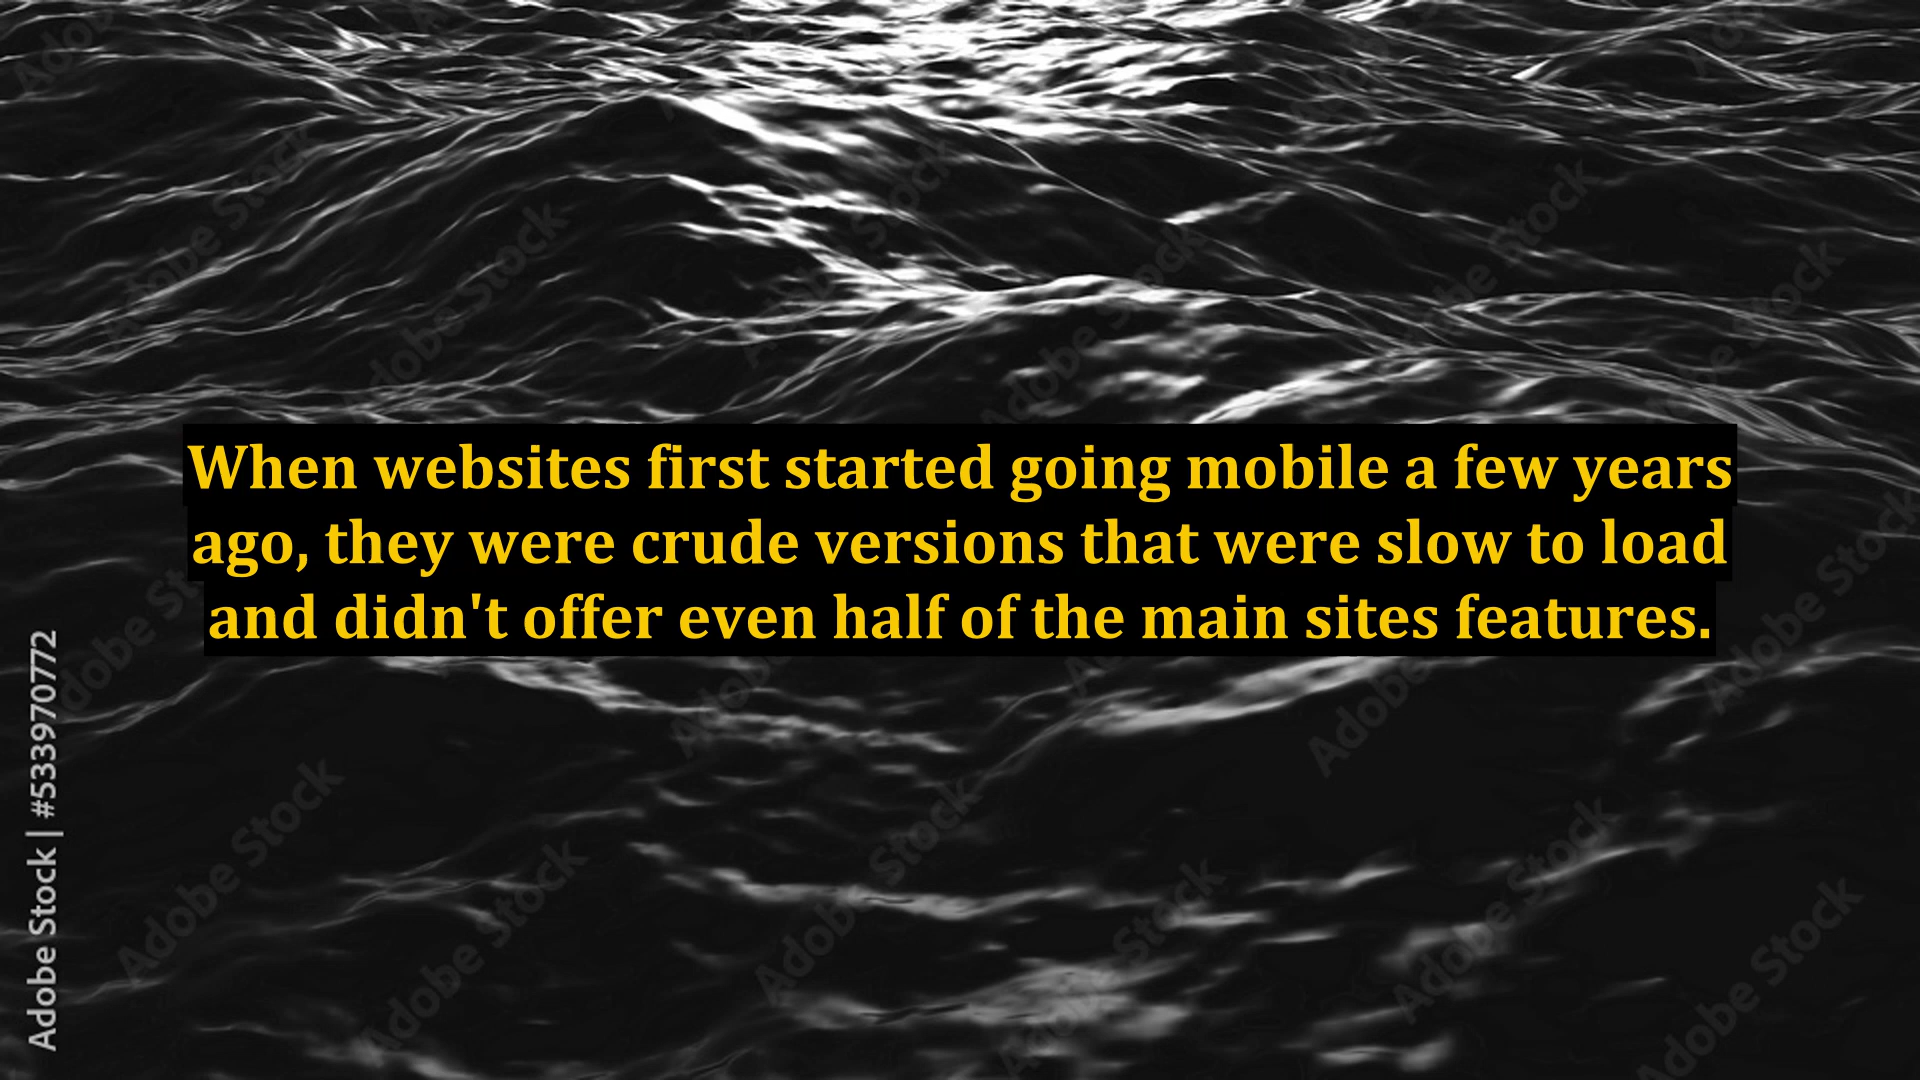 When websites first started going mobile a few years
ago, they were crude versions that were slow to load
and didn't offer even half of the main sites features.
Adobe Stock | #533970772